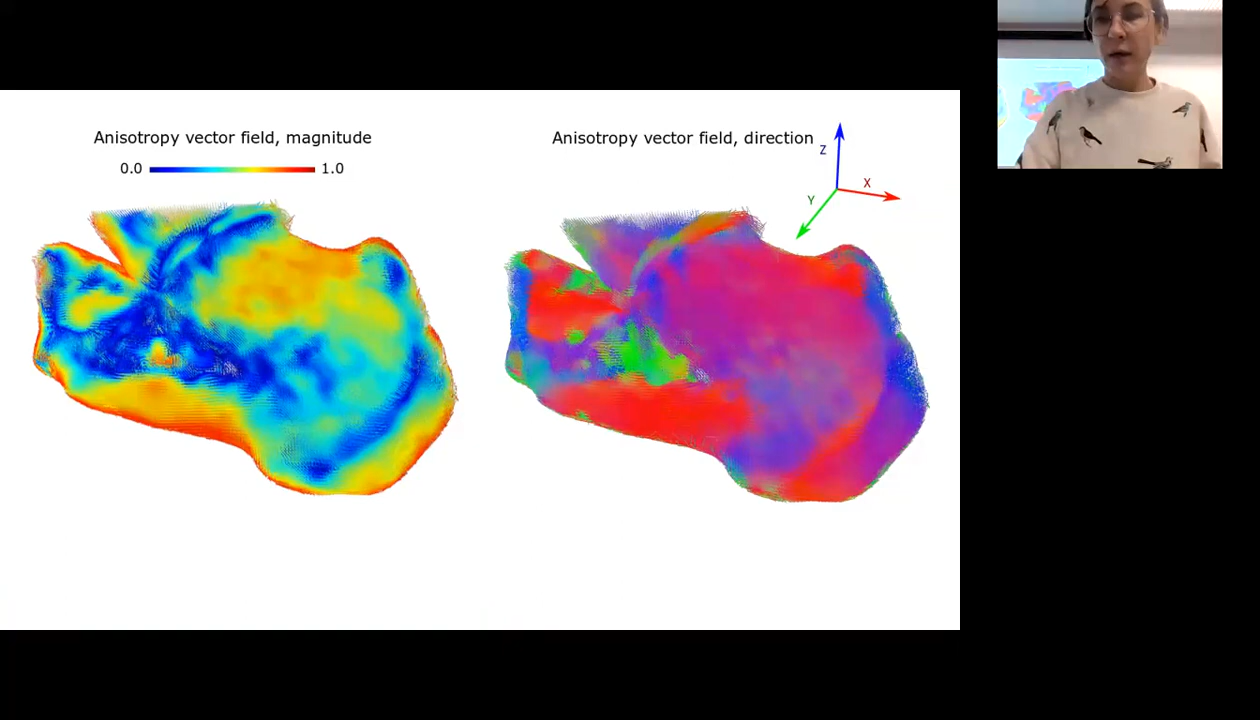 Anisotropy vector field, magnitude
0.0 1.0
Anisotropy vector field, direction
Z
X
Y